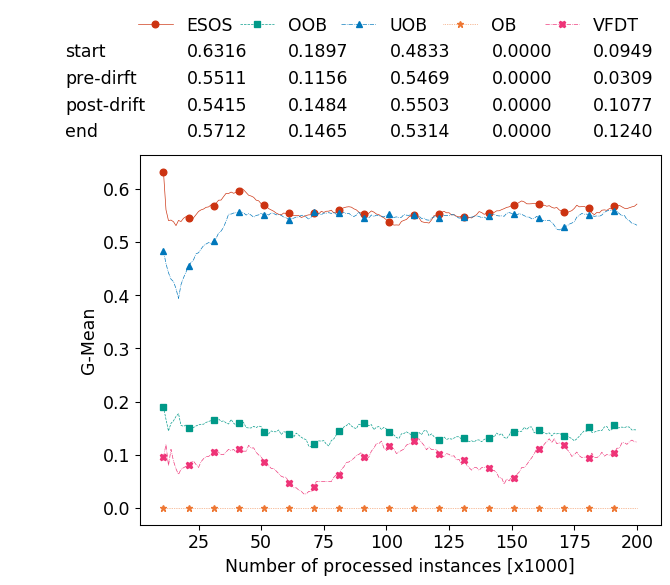 ESOS OOB UOB OB VFDT
start 0.6316 0.1897 0.4833 0.0000 0.0949
pre-dirft 0.5511 0.1156 0.5469 0.0000 0.0309
post-drift 0.5415 0.1484 0.5503 0.0000 0.1077
end 0.5712 0.1465 0.5314 0.0000 0.1240
0.6
0.5
0.4
0.3
0.2
0.1
0.0
G-Mean
25 50 75 100 125 150 175 200
Number of processed instances [x1000]